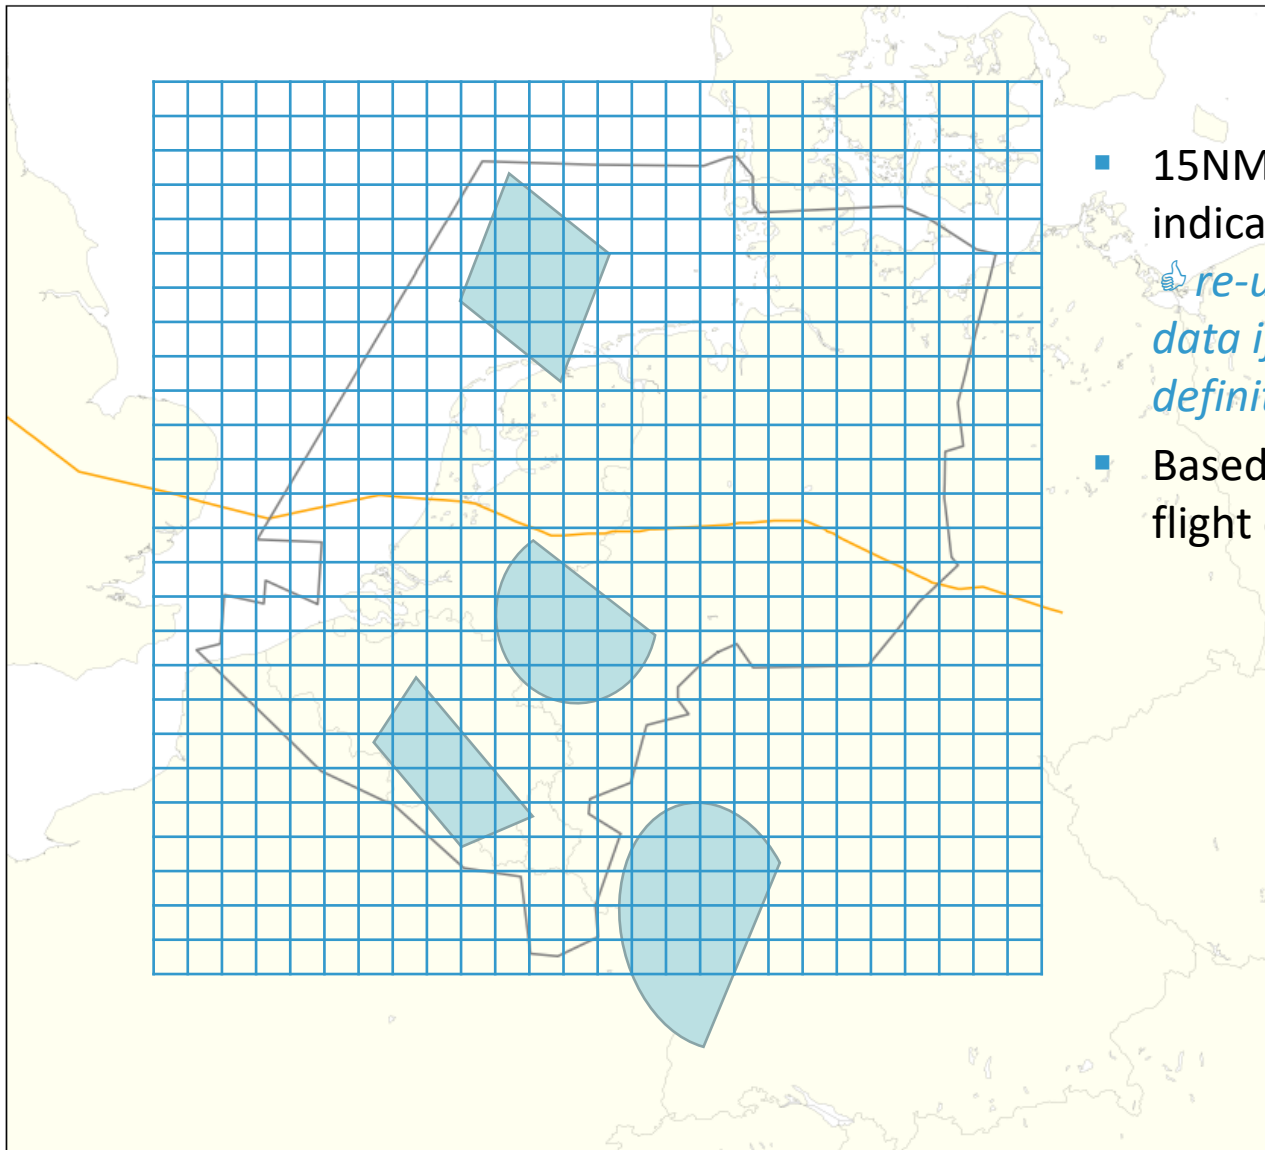 15NM
indica
re-u
data i
definit
Based
flight